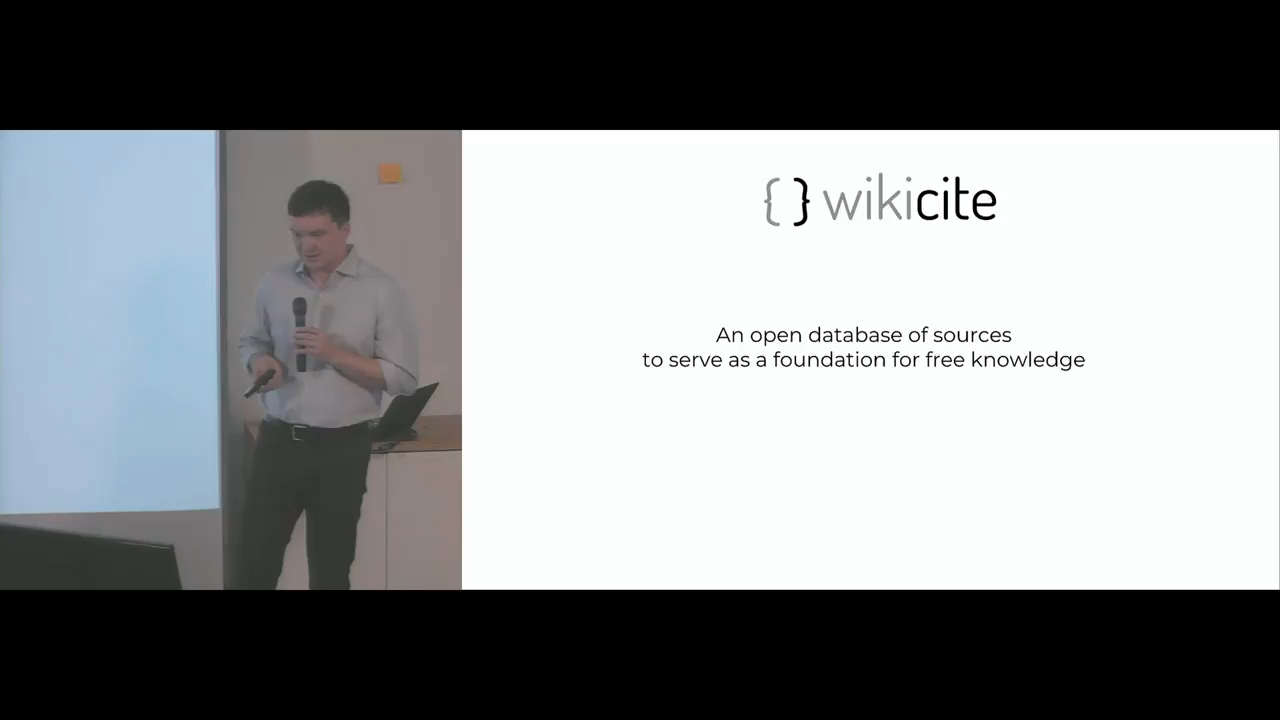 { } wikicite
An open database of sources
to serve as a foundation for free knowledge